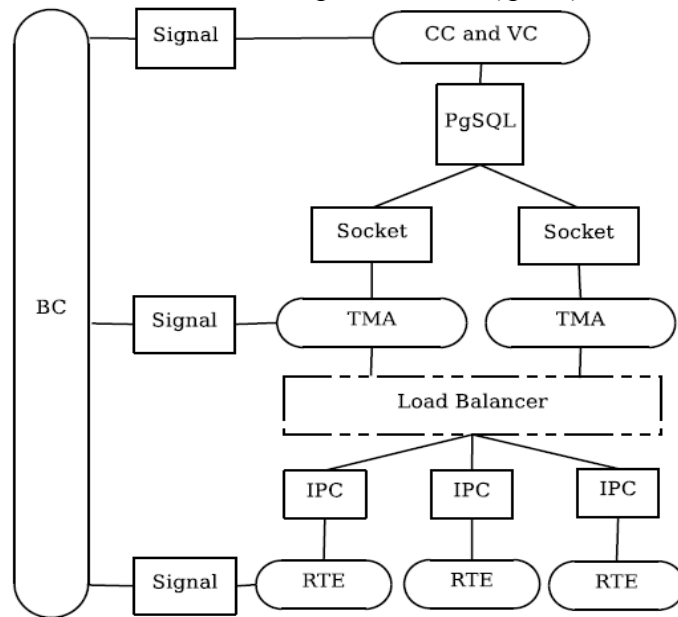 Signal
CC and VC
PgSQL
Socket
Socket
BC
Signal
TMA
TMA
Load Balancer
IPC
IPC
IPC
Signal
RTE
RTE
RTE